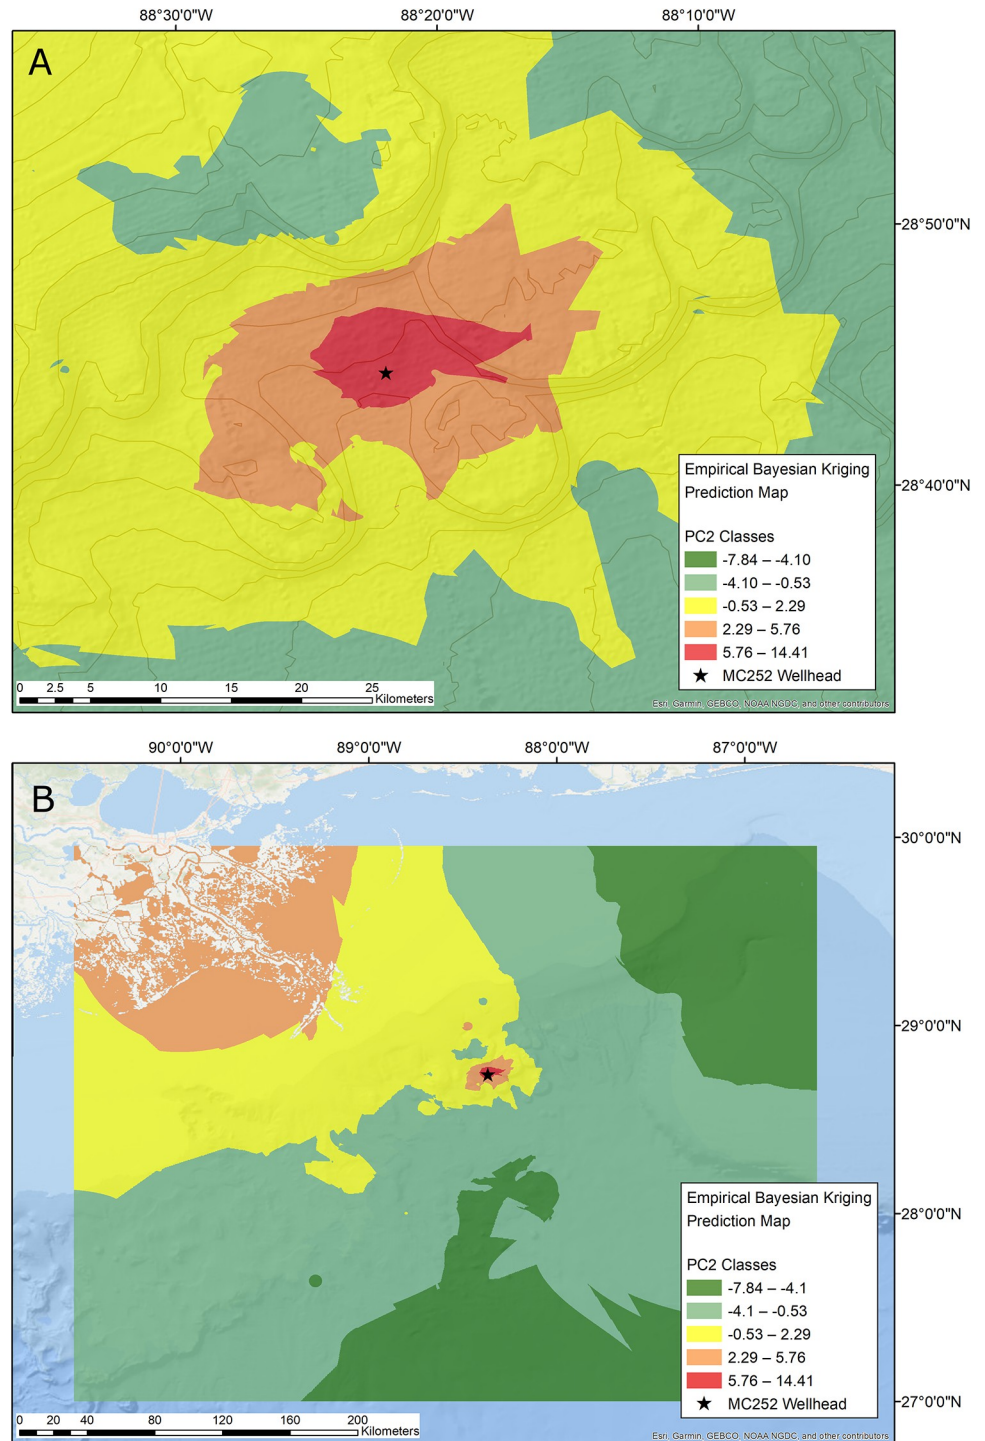 88°30'0"W 88°20'0"W 88°10'0"W
A
28°50'0"N
28°40'0"N
Empirical Bayesian Kriging
Prediction Map
PC2 Classes
-7.84 – -4.10
-4.10 – -0.53
-0.53 – 2.29
2.29 – 5.76
5.76 – 14.41
MC252 Wellhead
0 2.5 5 10 15 20 25
Kilometers
Esri, Garmin, GEBCO, NOAA NGDC, and other contributors
90°0'0"W 89°0'0"W 88°0'0"W 87°0'0"W
B
30°0'0"N
29°0'0"N
28°0'0"N
Empirical Bayesian Kriging
Prediction Map
PC2 Classes
-7.84 – -4.1
-4.1 – -0.53
-0.53 – 2.29
2.29 – 5.76
5.76 – 14.41
MC252 Wellhead
27°0'0"N
0 20 40 80 120 160 200
Kilometers
Esri, Garmin, GEBCO, NOAA NGDC, and other contributors